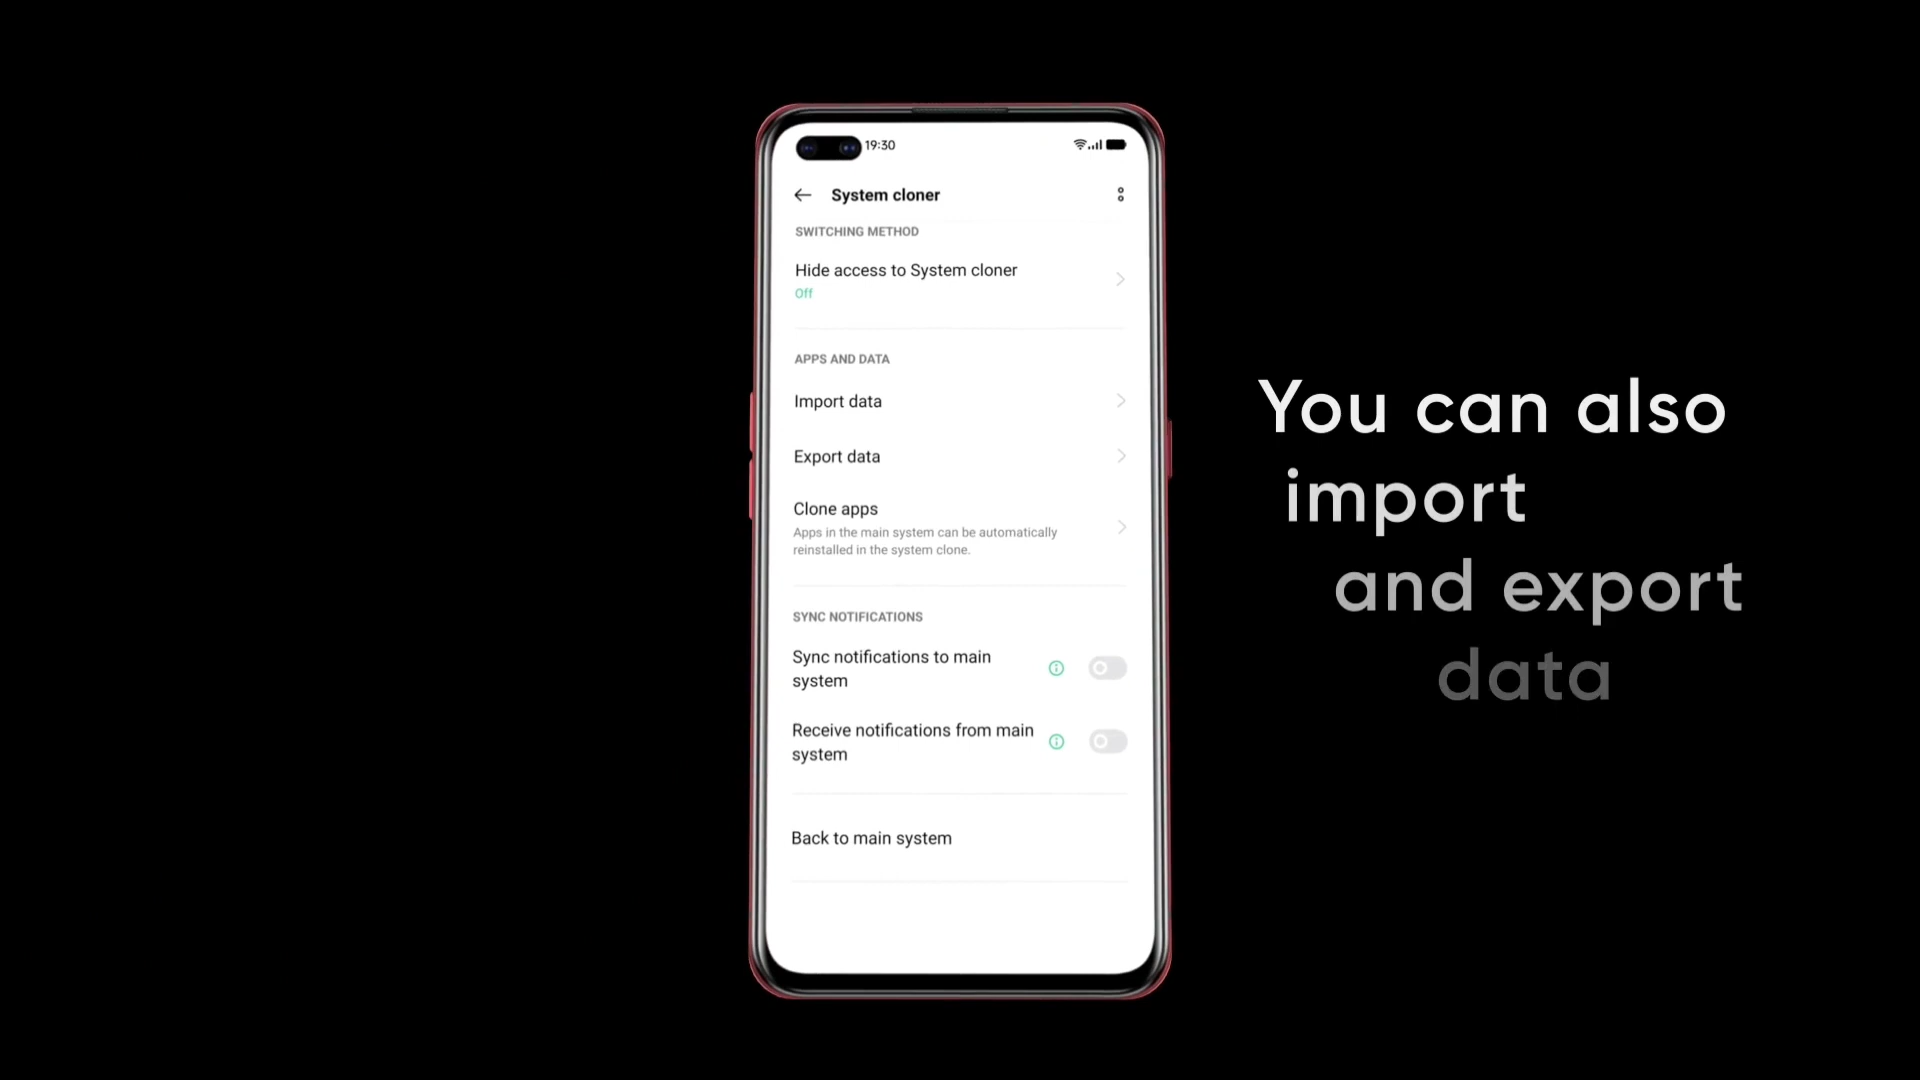 19:30
System cloner
SWITCHING METHOD
Hide access to System cloner
Off
APPS AND DATA
Import data
Export data
Clone apps
Apps in the main system can be automatically
reinstalled in the system clone.
SYNC NOTIFICATIONS
Sync notifications to main
system
Receive notifications from main
system
Back to main system
You can also
import
and export
data